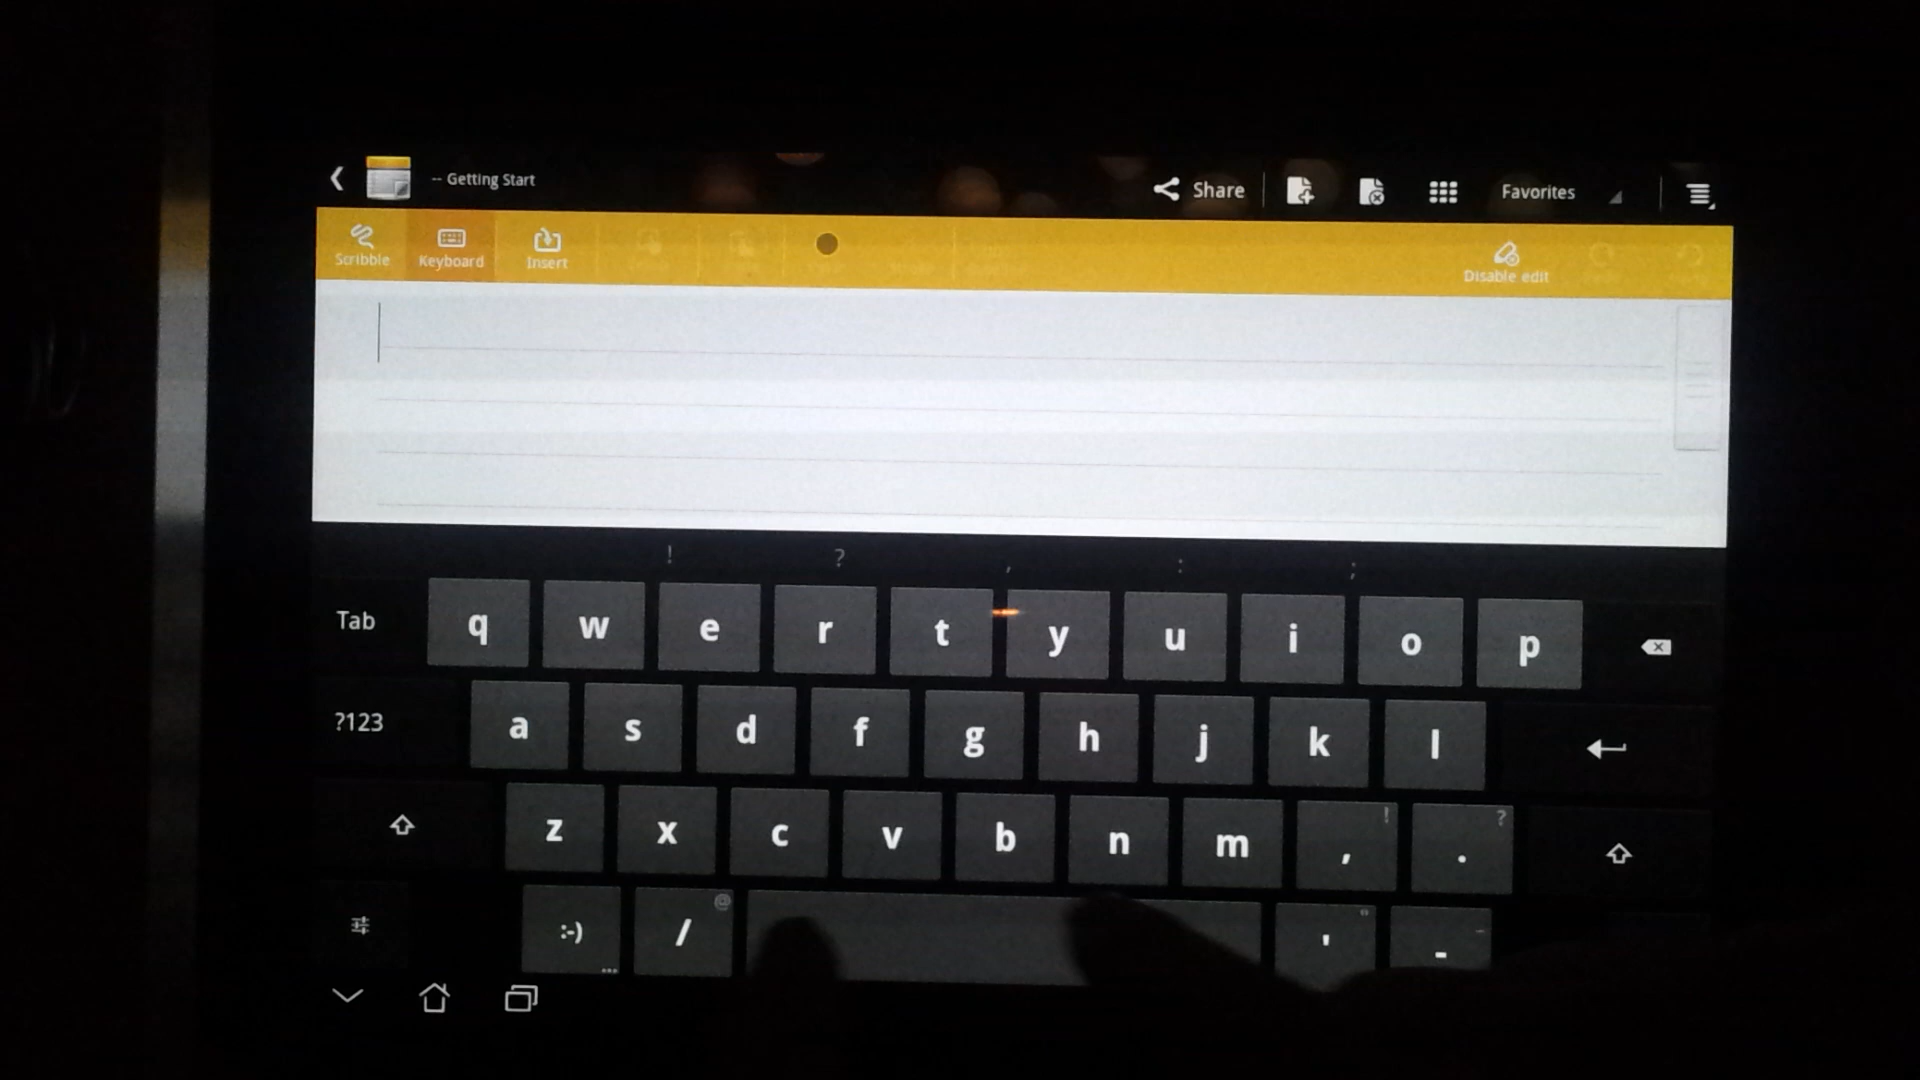 -- Getting Start
Share
Favorites
Scribble
Keyboard
Insert
Disable edit
! ? , : ;
Tab q w e r t y u i o p
?123 a s d f g h j k l
z x c v b n m , ! . ?
:-) ... / @ ' " - _